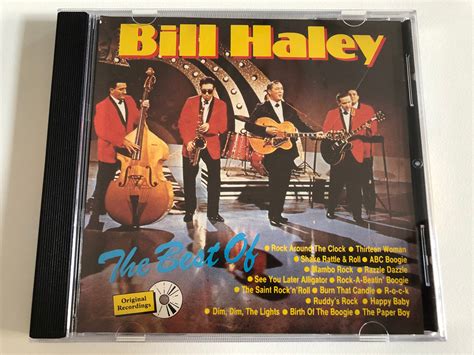 Bill Haley
The Best Of
• Rock Around The Clock • Thirteen Woman
• Shake Rattle & Roll • ABC Boogie
• Mambo Rock • Razzle Dazzle
• See You Later Alligator • Rock-A-Beatin' Boogie
• The Saint Rock'n'Roll • Burn That Candle • R-o-c-k
• Ruddy's Rock • Happy Baby
• Dim, Dim, The Lights • Birth Of The Boogie • The Paper Boy
Original
Recordings